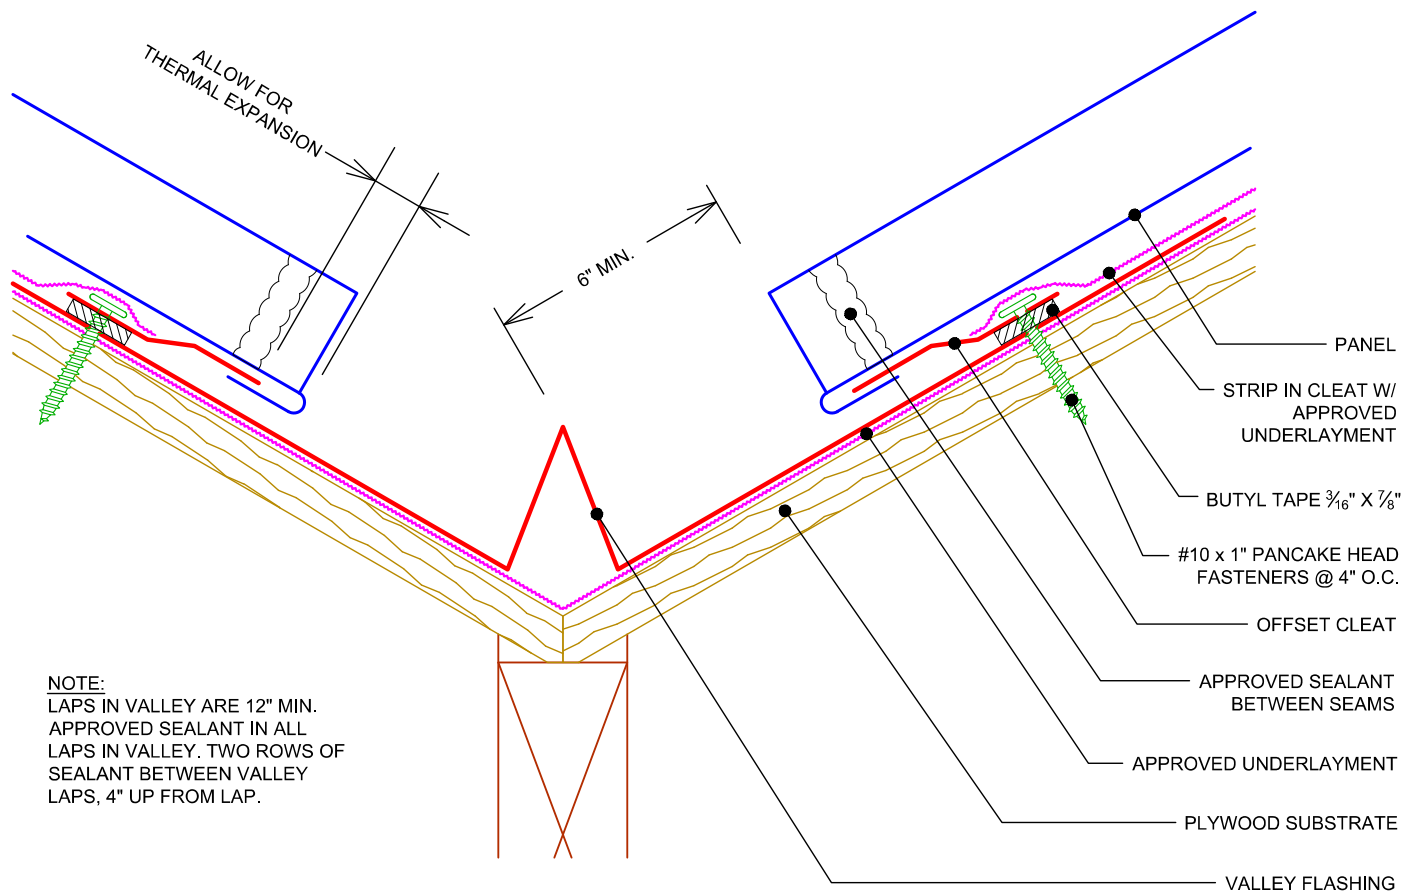 ALLOW FOR
THERMAL EXPANSION
6" MIN.
PANEL
STRIP IN CLEAT W/
APPROVED
UNDERLAYMENT
BUTYL TAPE 3/16" X 7/8"
#10 x 1" PANCAKE HEAD
FASTENERS @ 4" O.C.
OFFSET CLEAT
APPROVED SEALANT
BETWEEN SEAMS
APPROVED UNDERLAYMENT
PLYWOOD SUBSTRATE
VALLEY FLASHING
NOTE:
LAPS IN VALLEY ARE 12" MIN.
APPROVED SEALANT IN ALL
LAPS IN VALLEY. TWO ROWS OF
SEALANT BETWEEN VALLEY
LAPS, 4" UP FROM LAP.